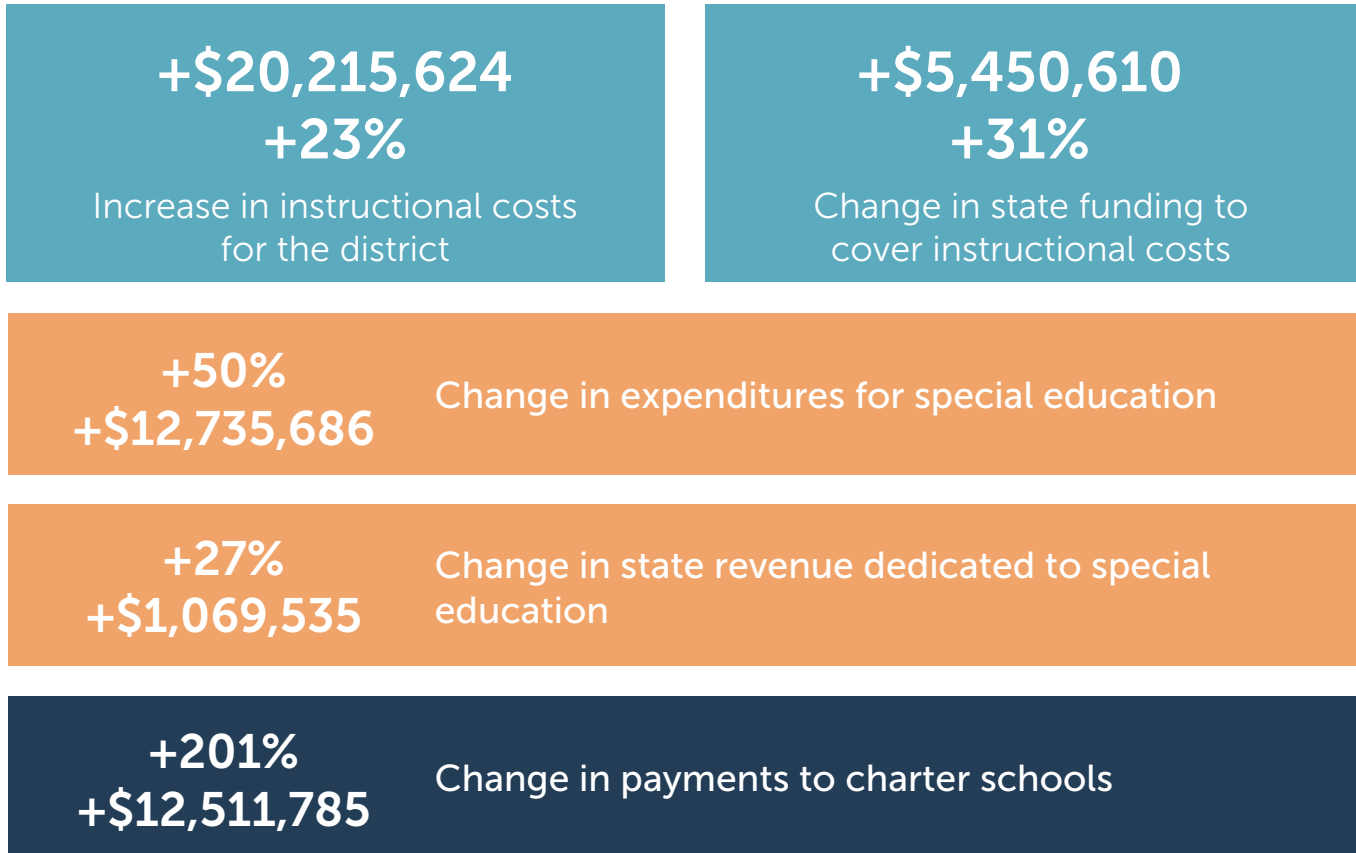 +$20,215,624
+23%
Increase in instructional costs
for the district
+$5,450,610
+31%
Change in state funding to
cover instructional costs
+50%
+$12,735,686
Change in expenditures for special education
+27%
+$1,069,535
Change in state revenue dedicated to special
education
+201%
+$12,511,785
Change in payments to charter schools